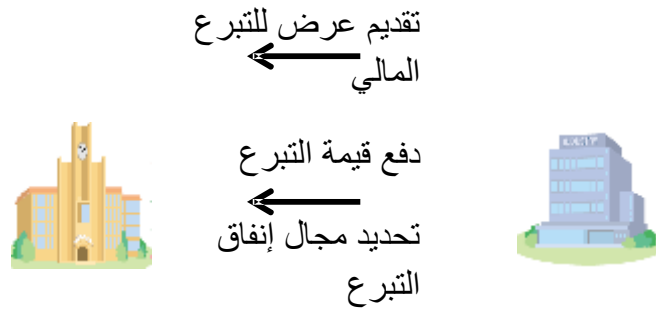 تقديم عرض للتبرع
المالي
دفع قيمة التبرع
تحديد مجال إنفاق
التبرع